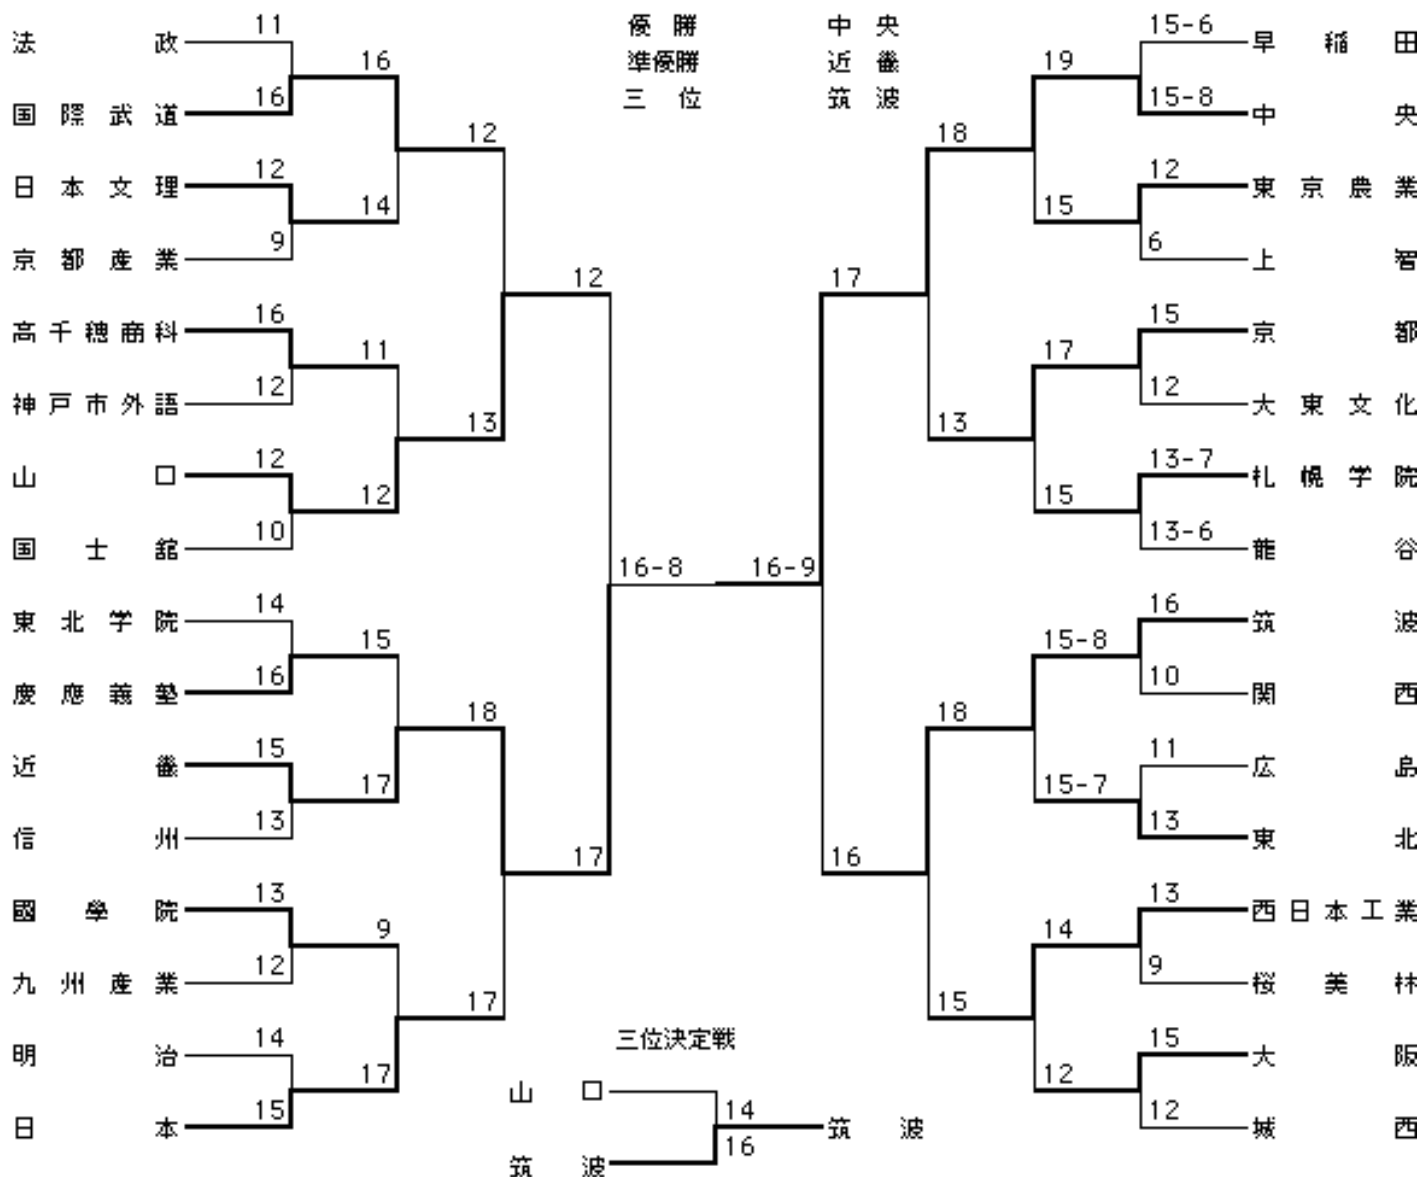 優勝 中央
準優勝 近畿
三位 筑波
法政 11
16
国際武道 16
12
日本文理 12
14
京都産業 9
12
高千穂商科 16
11
神戸市外語 12
13
山口 12
12
国士舘 10
16-8
東北学院 14
15
慶應義塾 16
18
近畿 15
17
信州 13
17
國學院 13
9
九州産業 12
17
明治 14
17
日本 15
15-6 早稲田
19
15-8 中央
18
12 東京農業
15
6 上智
17
15 京都
17
12 大東文化
13
13-7 札幌学院
15
13-6 龍谷
16-9
16 筑波
15-8
10 関西
18
11 広島
15-7
13 東北
16
13 西日本工業
14
9 桜美林
15
15 大阪
12
12 城西
三位決定戦
山口
14 筑波
16
筑波